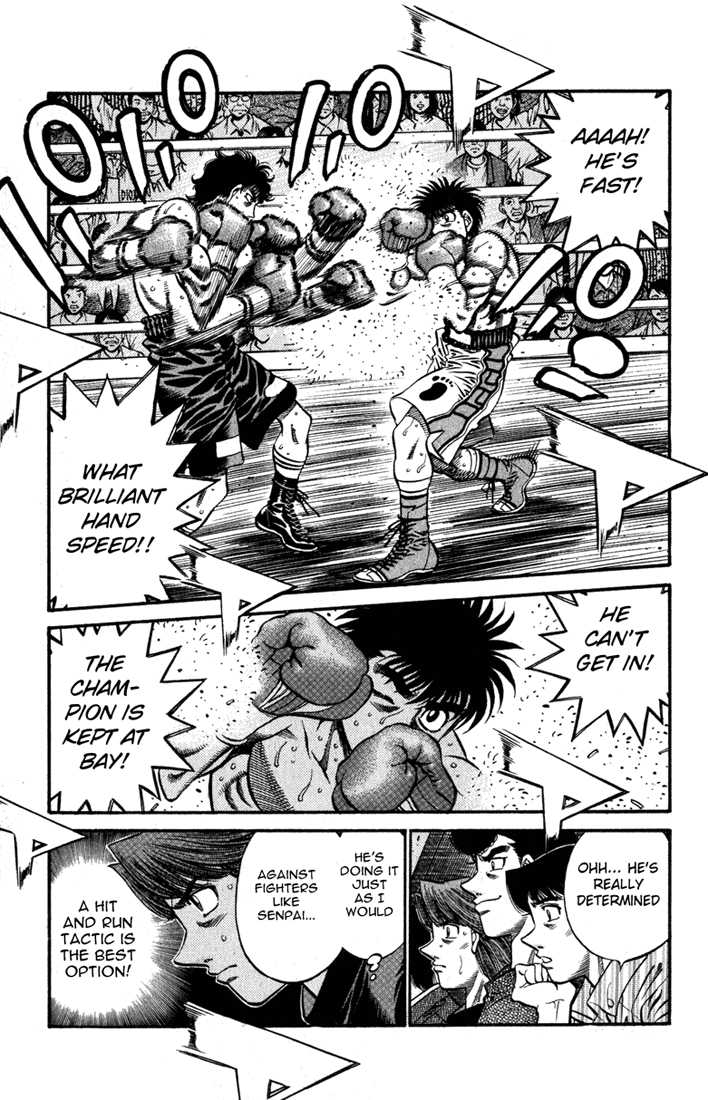 AAAAH!
HE'S
FAST!
WHAT
BRILLIANT
HAND
SPEED!!
HE
CAN'T
GET IN!
THE
CHAM-
PION IS
KEPT AT
BAY!
OHH... HE'S
REALLY
DETERMINED
HE'S
DOING IT
JUST
AS I
WOULD
AGAINST
FIGHTERS
LIKE
SENPAI...
A HIT
AND RUN
TACTIC IS
THE BEST
OPTION!